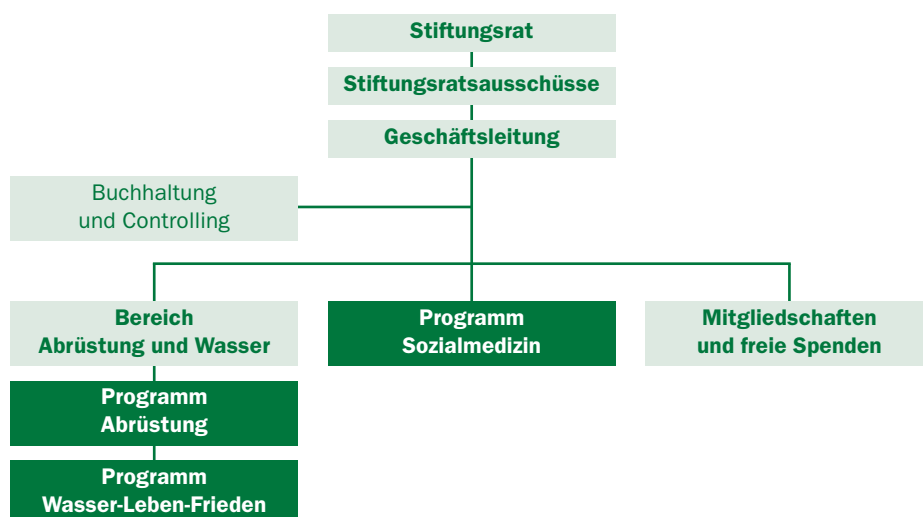 Stiftungsrat
Stiftungsratsausschüsse
Geschäftsleitung
Buchhaltung
und Controlling
Bereich
Abrüstung und Wasser
Programm
Sozialmedizin
Mitgliedschaften
und freie Spenden
Programm
Abrüstung
Programm
Wasser-Leben-Frieden